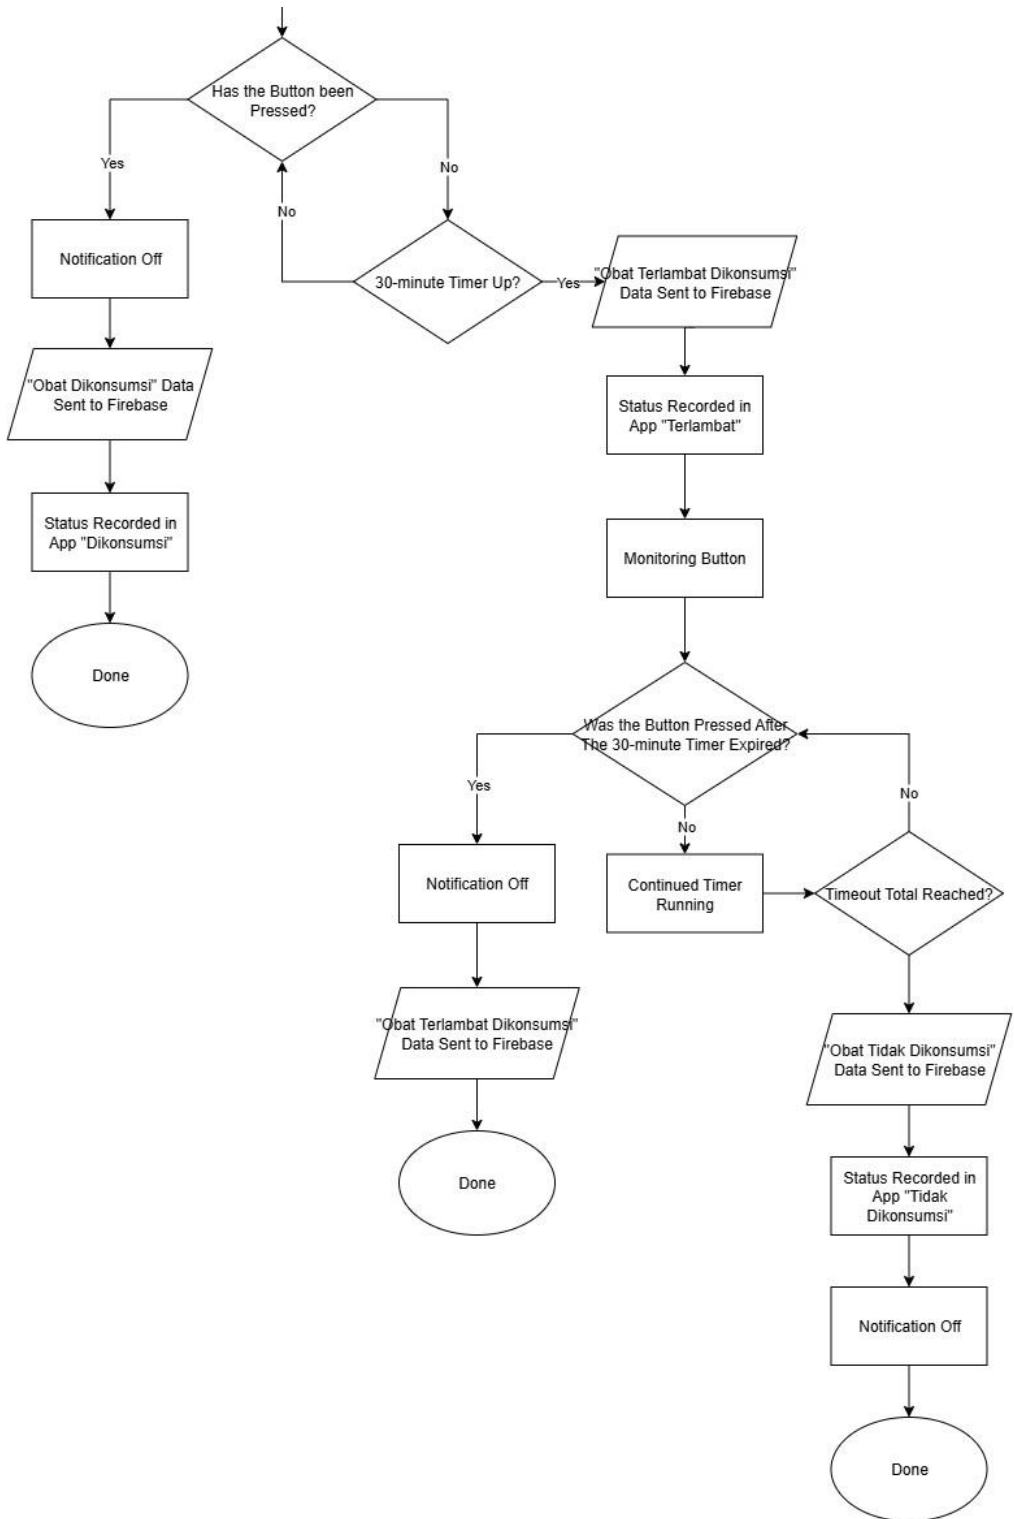 Has the Button been
Pressed?
Yes
No
No
Notification Off
30-minute Timer Up?
Yes
"Obat Terlambat Dikonsumsi"
Data Sent to Firebase
"Obat Dikonsumsi" Data
Sent to Firebase
Status Recorded in
App "Terlambat"
Status Recorded in
App "Dikonsumsi"
Monitoring Button
Done
Was the Button Pressed After
The 30-minute Timer Expired?
Yes
No
No
Notification Off
Continued Timer
Running
Timeout Total Reached?
"Obat Terlambat Dikonsumsi"
Data Sent to Firebase
"Obat Tidak Dikonsumsi"
Data Sent to Firebase
Done
Status Recorded in
App "Tidak
Dikonsumsi"
Notification Off
Done